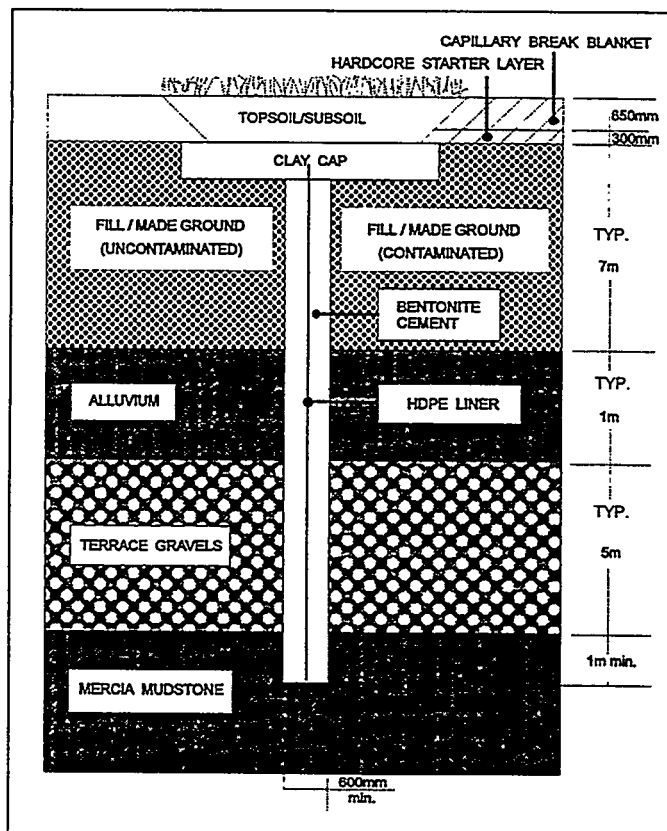 CAPILLARY BREAK BLANKET
HARDCORE STARTER LAYER
TOPSOIL/SUBSOIL
650mm
300mm
CLAY CAP
FILL / MADE GROUND
(UNCONTAMINATED)
FILL / MADE GROUND
(CONTAMINATED)
TYP.
7m
BENTONITE
CEMENT
ALLUVIUM
HDPE LINER
TYP.
1m
TERRACE GRAVELS
TYP.
5m
MERCIA MUDSTONE
1m min.
600mm
min.